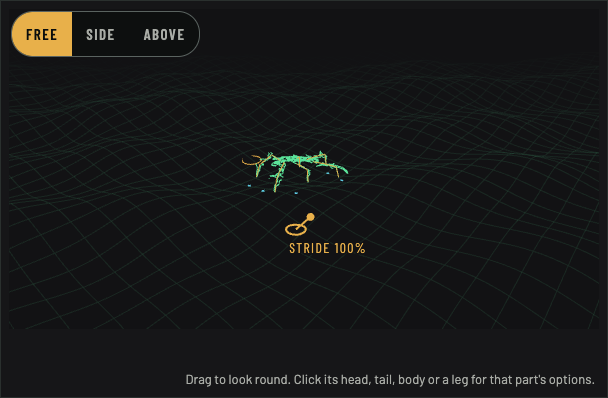 FREE SIDE ABOVE
STRIDE 100%
Drag to look round. Click its head, tail, body or a leg for that part's options.